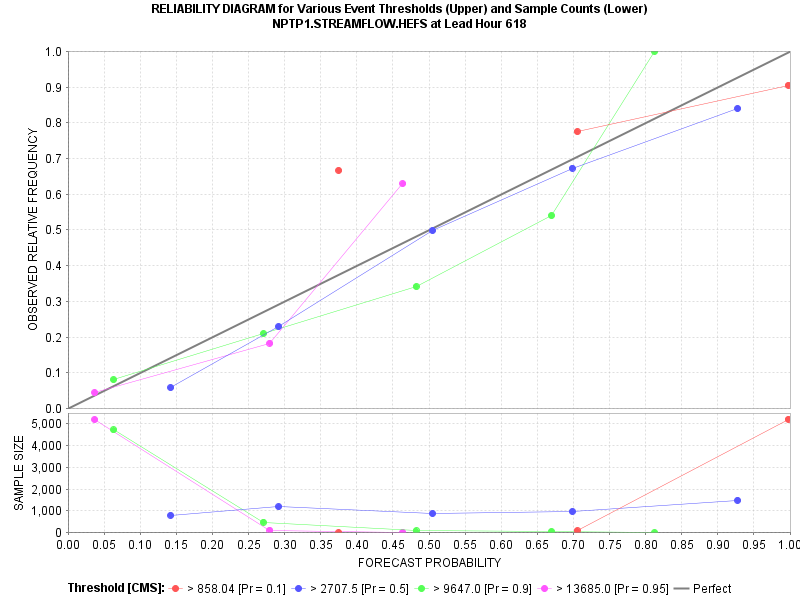 RELIABILITY DIAGRAM for Various Event Thresholds (Upper) and Sample Counts (Lower)
NPTP1.STREAMFLOW.HEFS at Lead Hour 618
OBSERVED RELATIVE FREQUENCY
1.0
0.9
0.8
0.7
0.6
0.5
0.4
0.3
0.2
0.1
0.0
SAMPLE SIZE
5,000
4,000
3,000
2,000
1,000
0
0.00 0.05 0.10 0.15 0.20 0.25 0.30 0.35 0.40 0.45 0.50 0.55 0.60 0.65 0.70 0.75 0.80 0.85 0.90 0.95 1.00
FORECAST PROBABILITY
Threshold [CMS]: > 858.04 [Pr = 0.1] > 2707.5 [Pr = 0.5] > 9647.0 [Pr = 0.9] > 13685.0 [Pr = 0.95] Perfect